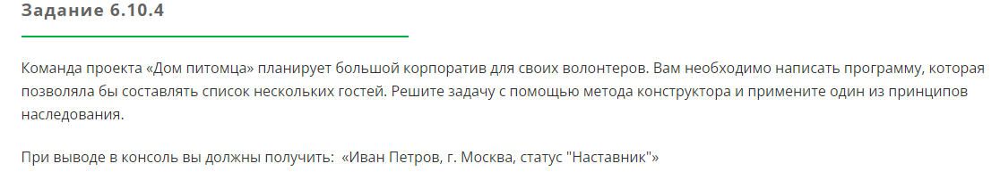 Задание 6.10.4
Команда проекта «Дом питомца» планирует большой корпоратив для своих волонтеров. Вам необходимо написать программу, которая
позволяла бы составлять список нескольких гостей. Решите задачу с помощью метода конструктора и примените один из принципов
наследования.
При выводе в консоль вы должны получить:  «Иван Петров, г. Москва, статус "Наставник"»